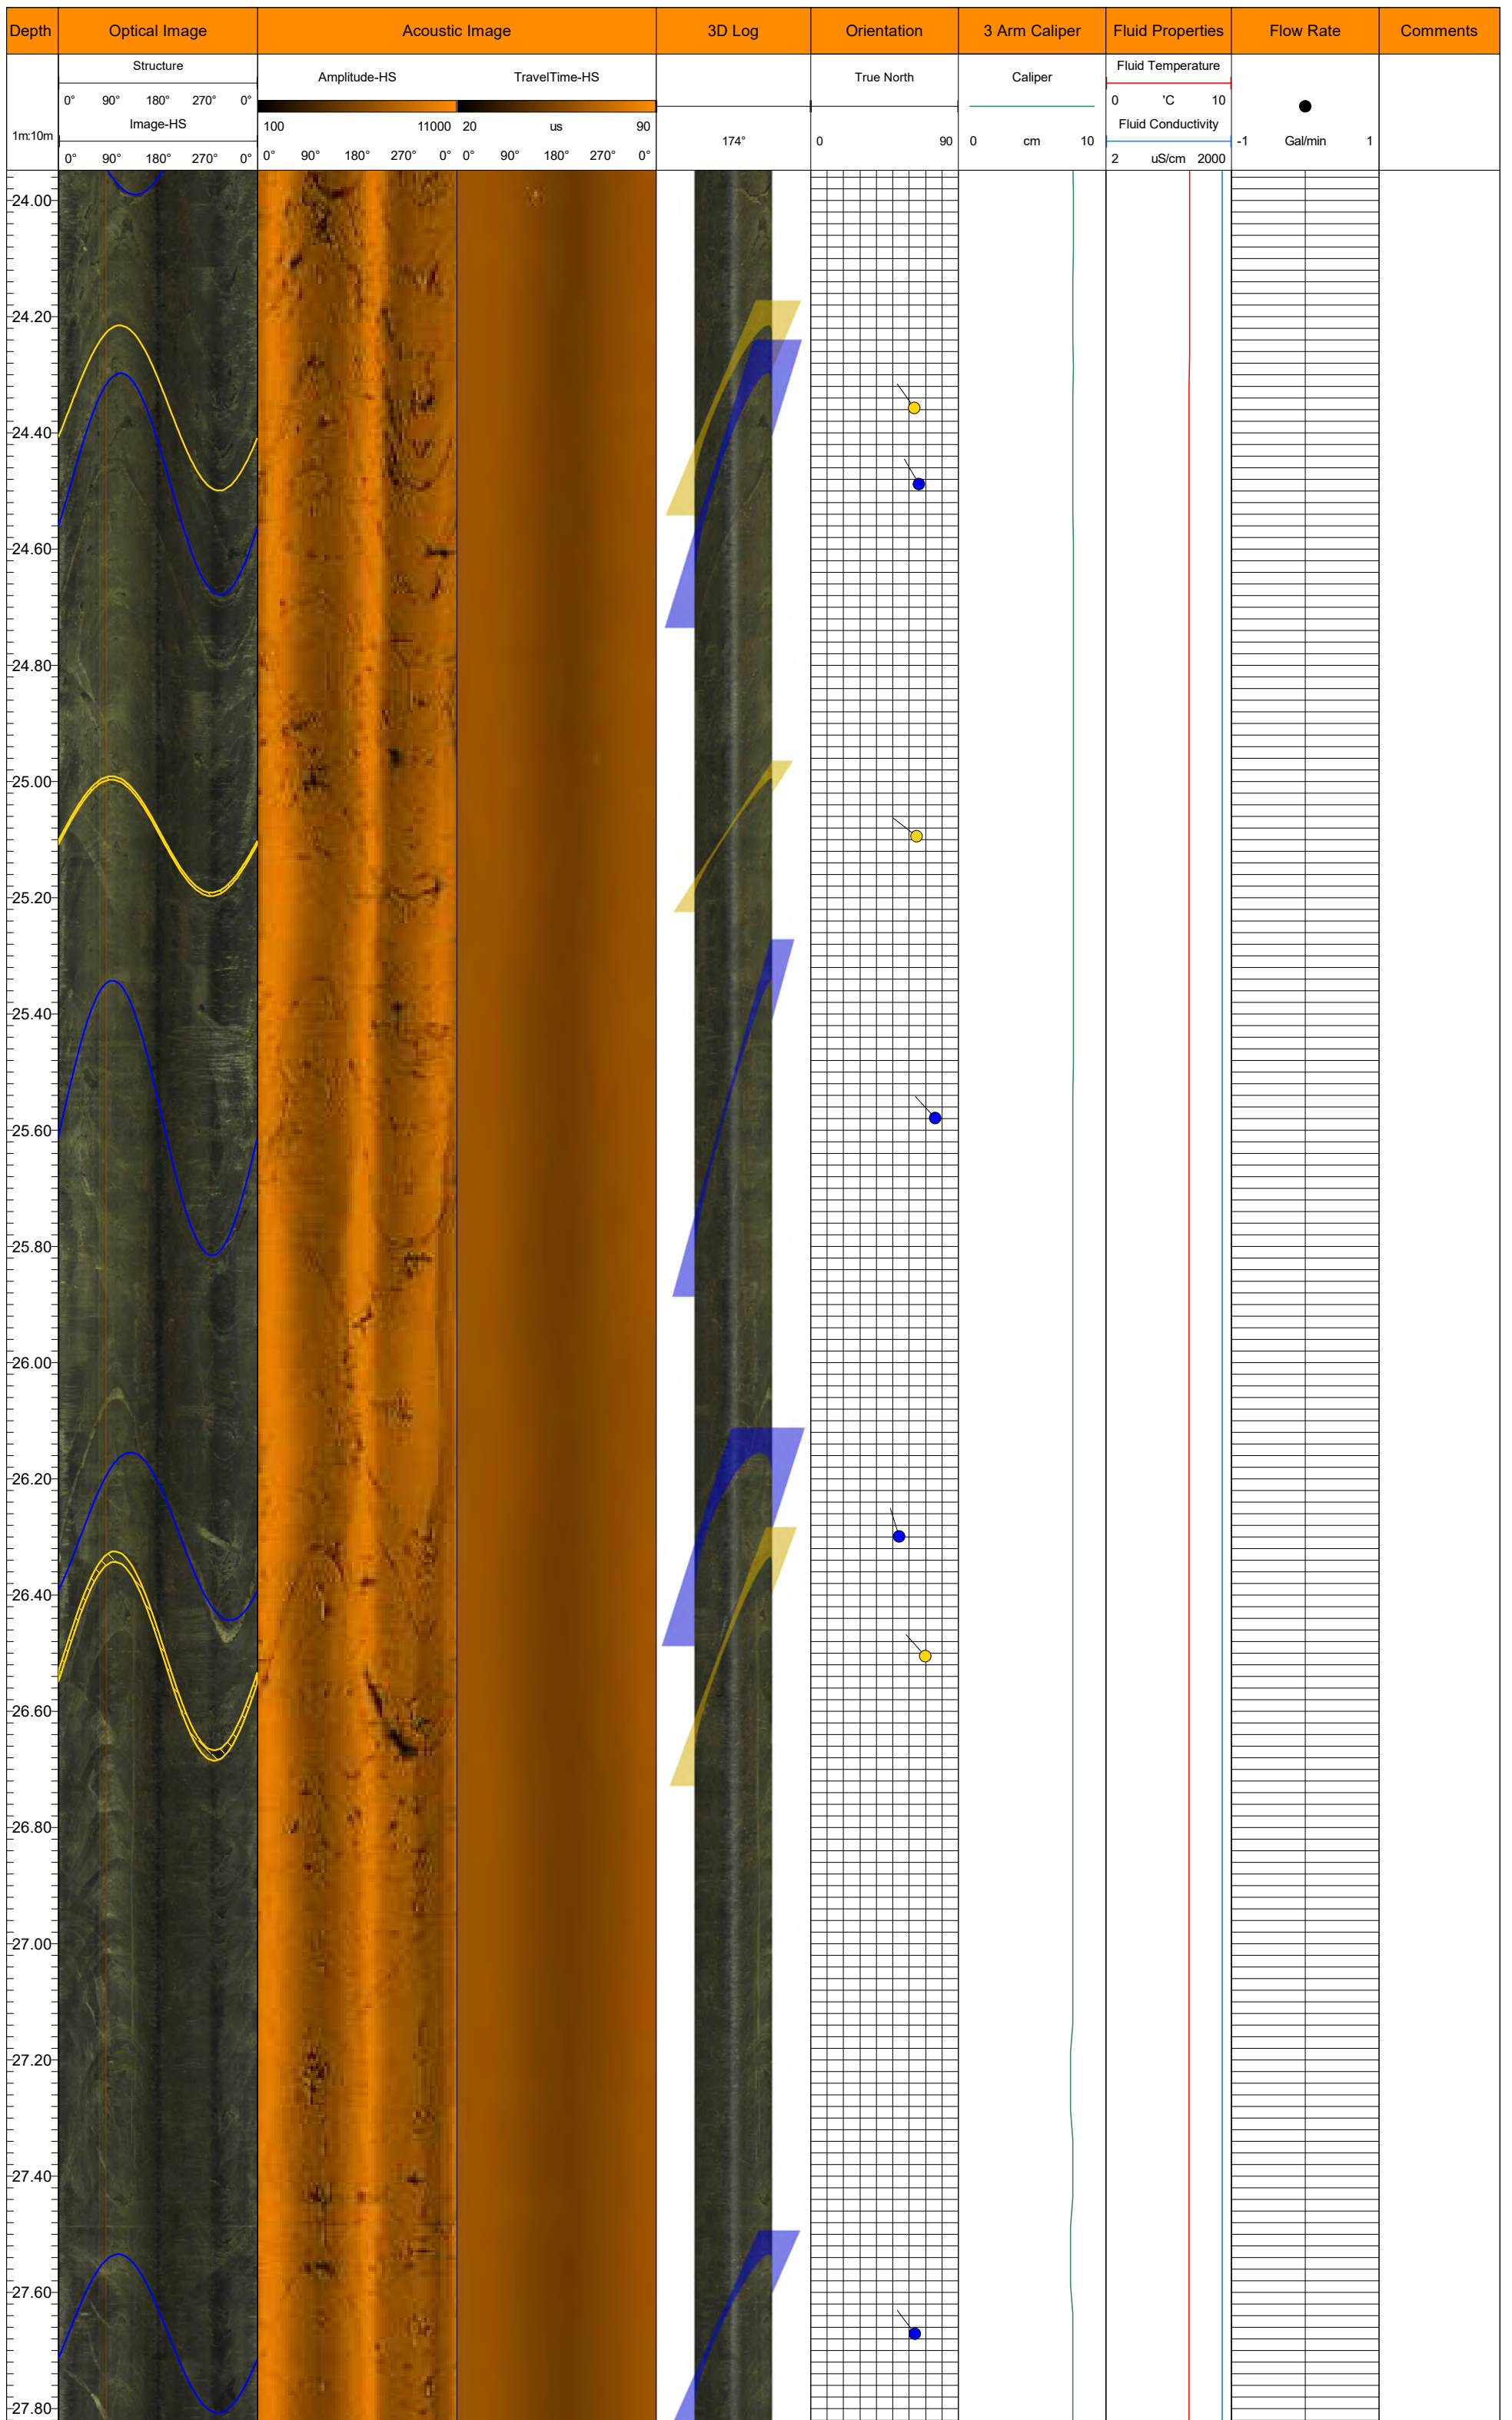 Depth Optical Image Acoustic Image 3D Log Orientation 3 Arm Caliper Fluid Properties Flow Rate Comments
Structure Fluid Temperature
Amplitude-HS TravelTime-HS True North Caliper
0° 90° 180° 270° 0° 0 'C 10
Image-HS 100 11000 20 us 90 Fluid Conductivity
1m:10m 174° 0 90 0 cm 10 -1 Gal/min 1
0° 90° 180° 270° 0° 0° 90° 180° 270° 0° 0° 90° 180° 270° 0° 2 uS/cm 2000
24.00
24.20
24.40
24.60
24.80
25.00
25.20
25.40
25.60
25.80
26.00
26.20
26.40
26.60
26.80
27.00
27.20
27.40
27.60
27.80